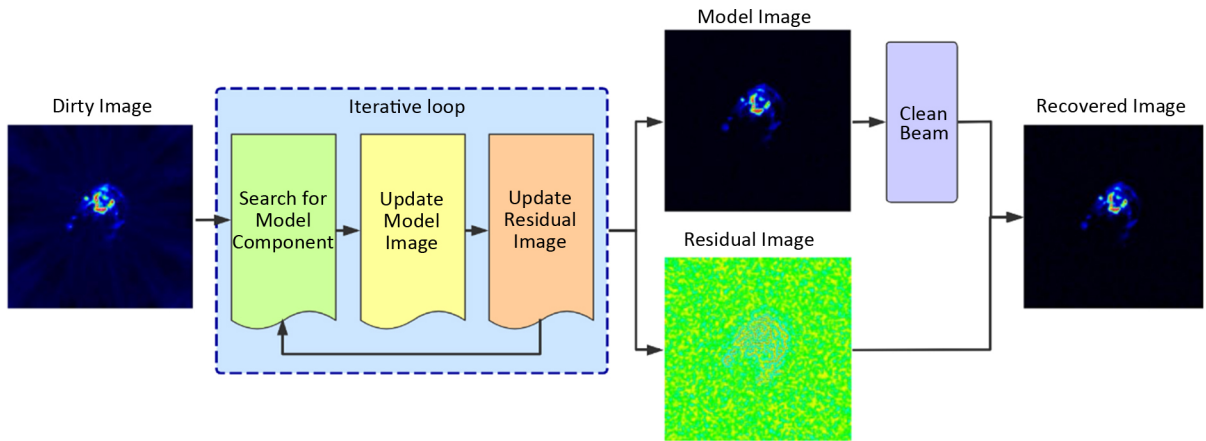 Dirty Image
Iterative loop
Search for
Model
Component
Update
Model
Image
Update
Residual
Image
Model Image
Clean
Beam
Residual Image
Recovered Image